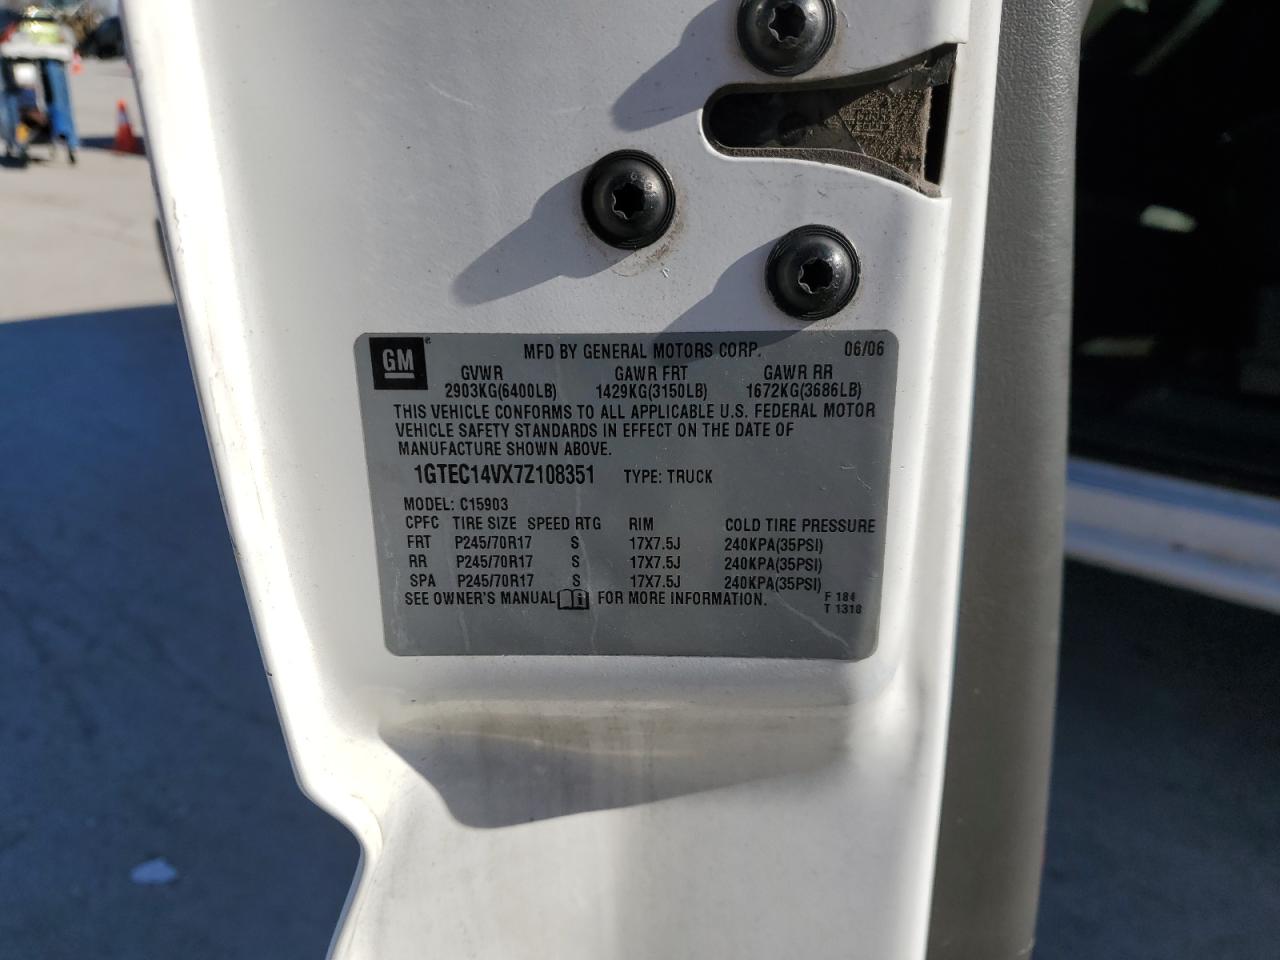 GM® MFD BY GENERAL MOTORS CORP. 06/06
GVWR GAWR FRT GAWR RR
2903KG(6400LB) 1429KG(3150LB) 1672KG(3686LB)
THIS VEHICLE CONFORMS TO ALL APPLICABLE U.S. FEDERAL MOTOR
VEHICLE SAFETY STANDARDS IN EFFECT ON THE DATE OF
MANUFACTURE SHOWN ABOVE.
1GTEC14VX7Z108351 TYPE: TRUCK
MODEL: C15903
CPFC TIRE SIZE SPEED RTG RIM COLD TIRE PRESSURE
FRT P245/70R17 S 17X7.5J 240KPA(35PSI)
RR P245/70R17 S 17X7.5J 240KPA(35PSI)
SPA P245/70R17 S 17X7.5J 240KPA(35PSI)
SEE OWNER'S MANUAL FOR MORE INFORMATION. F 184
T 1318